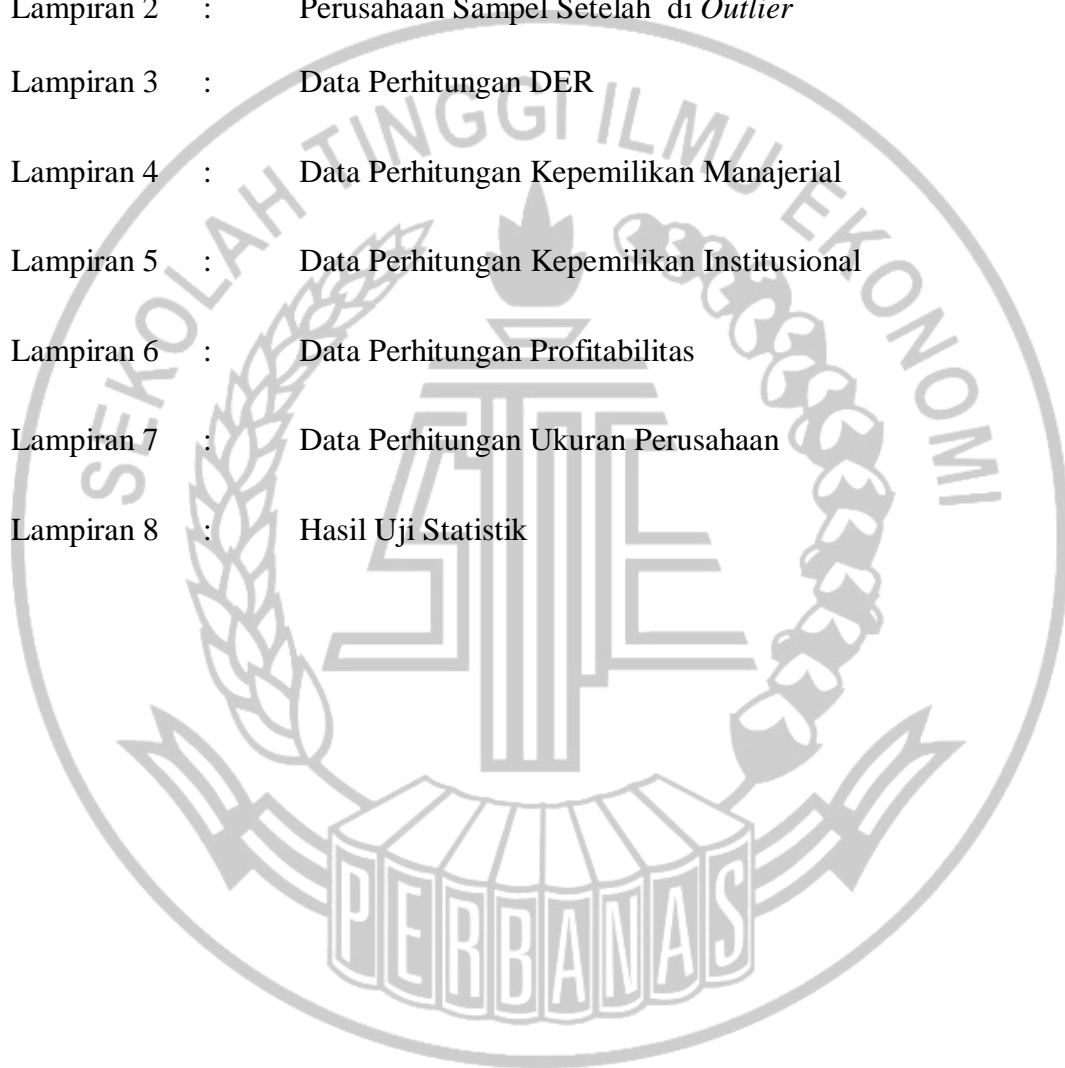 Lampiran 2 : Perusahaan Sampel Setelah di Outlier
Lampiran 3 : Data Perhitungan DER
Lampiran 4 : Data Perhitungan Kepemilikan Manajerial
Lampiran 5 : Data Perhitungan Kepemilikan Institusional
Lampiran 6 : Data Perhitungan Profitabilitas
Lampiran 7 : Data Perhitungan Ukuran Perusahaan
Lampiran 8 : Hasil Uji Statistik
SEKOLAH TINGGI ILMU EKONOMI
STIE
PERBANAS